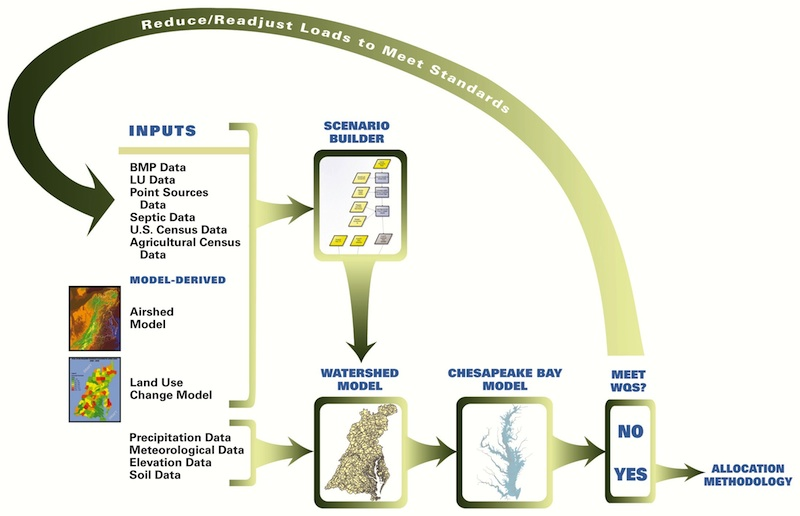 Reduce/Readjust Loads to Meet Standards
INPUTS
BMP Data
LU Data
Point Sources
Data
Septic Data
U.S. Census Data
Agricultural Census
Data
MODEL-DERIVED
Airshed
Model
Land Use
Change Model
Precipitation Data
Meteorological Data
Elevation Data
Soil Data
SCENARIO
BUILDER
WATERSHED
MODEL
CHESAPEAKE BAY
MODEL
MEET
WQS?
NO
YES
ALLOCATION
METHODOLOGY